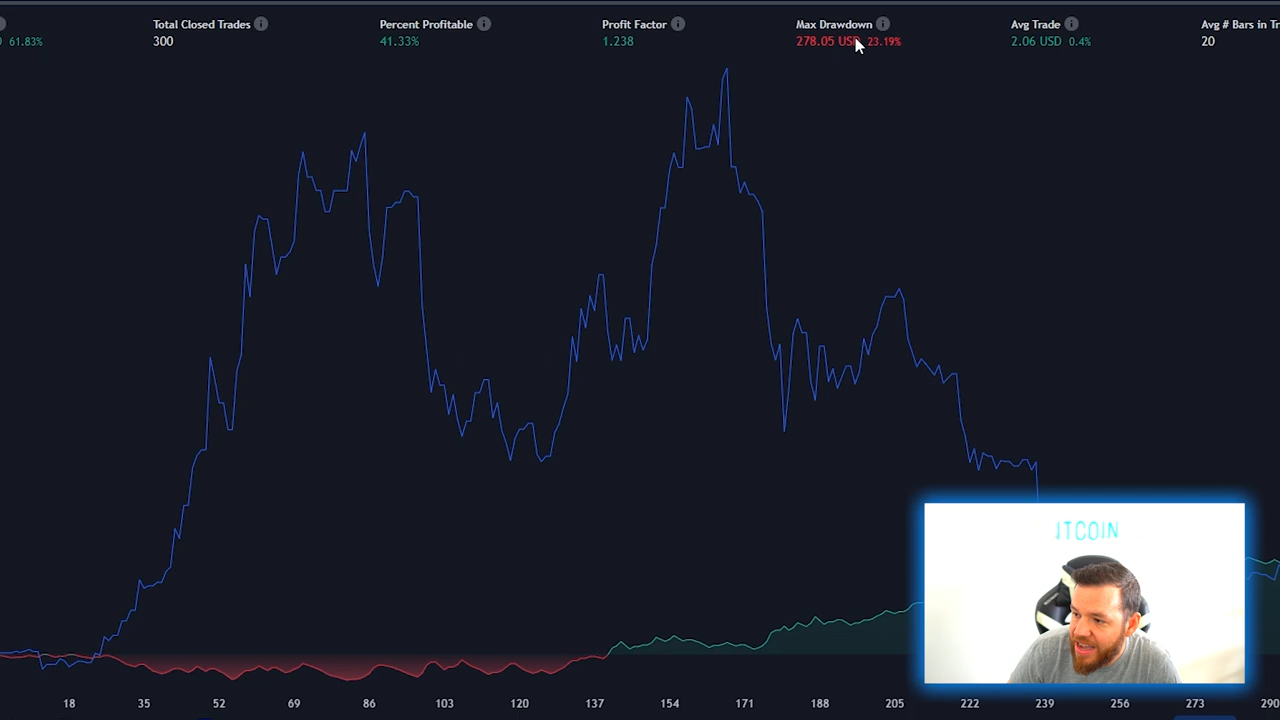 Total Closed Trades
Percent Profitable
Profit Factor
Max Drawdown
Avg Trade
Avg # Bars in Tr
61.83%
300
41.33%
1.238
278.05 USD 23.19%
2.06 USD 0.4%
20
JTCOIN
18 35 52 69 86 103 120 137 154 171 188 205 222 239 256 273 290